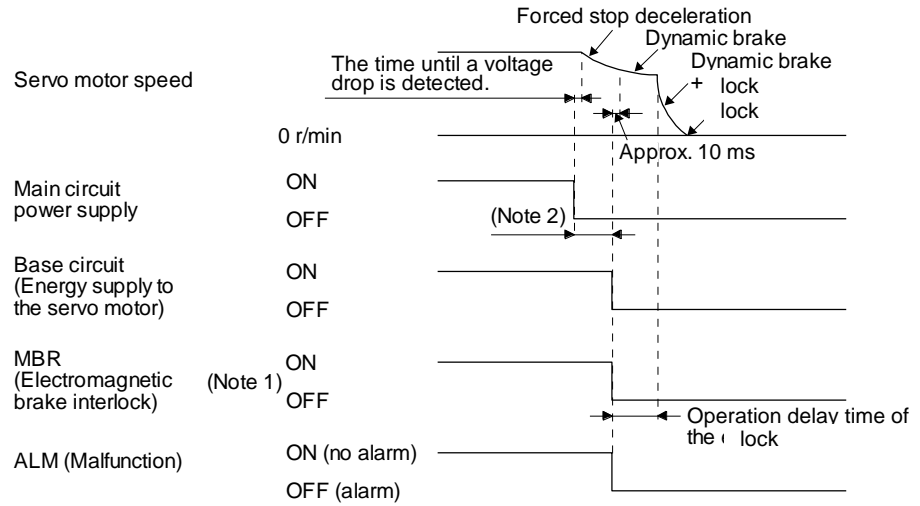 Forced stop deceleration
Dynamic brake
Dynamic brake
+ lock
lock
The time until a voltage
drop is detected.
Servo motor speed
0 r/min
Approx. 10 ms
Main circuit
power supply
ON
OFF
(Note 2)
Base circuit
(Energy supply to
the servo motor)
ON
OFF
MBR
(Electromagnetic
brake interlock)
(Note 1)
ON
OFF
Operation delay time of
the lock
ALM (Malfunction)
ON (no alarm)
OFF (alarm)